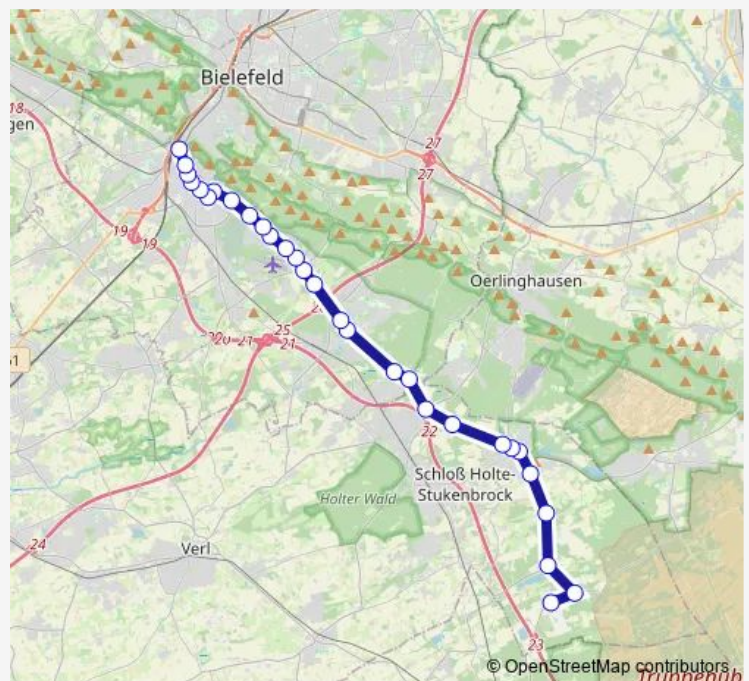 Bielefeld
18
gen
27
27
19
19
Oerlinghausen
25
21
21
51
22
Schloß Holte-
Stukenbrock
Holter Wald
24
Verl
23
© OpenStreetMap contributors